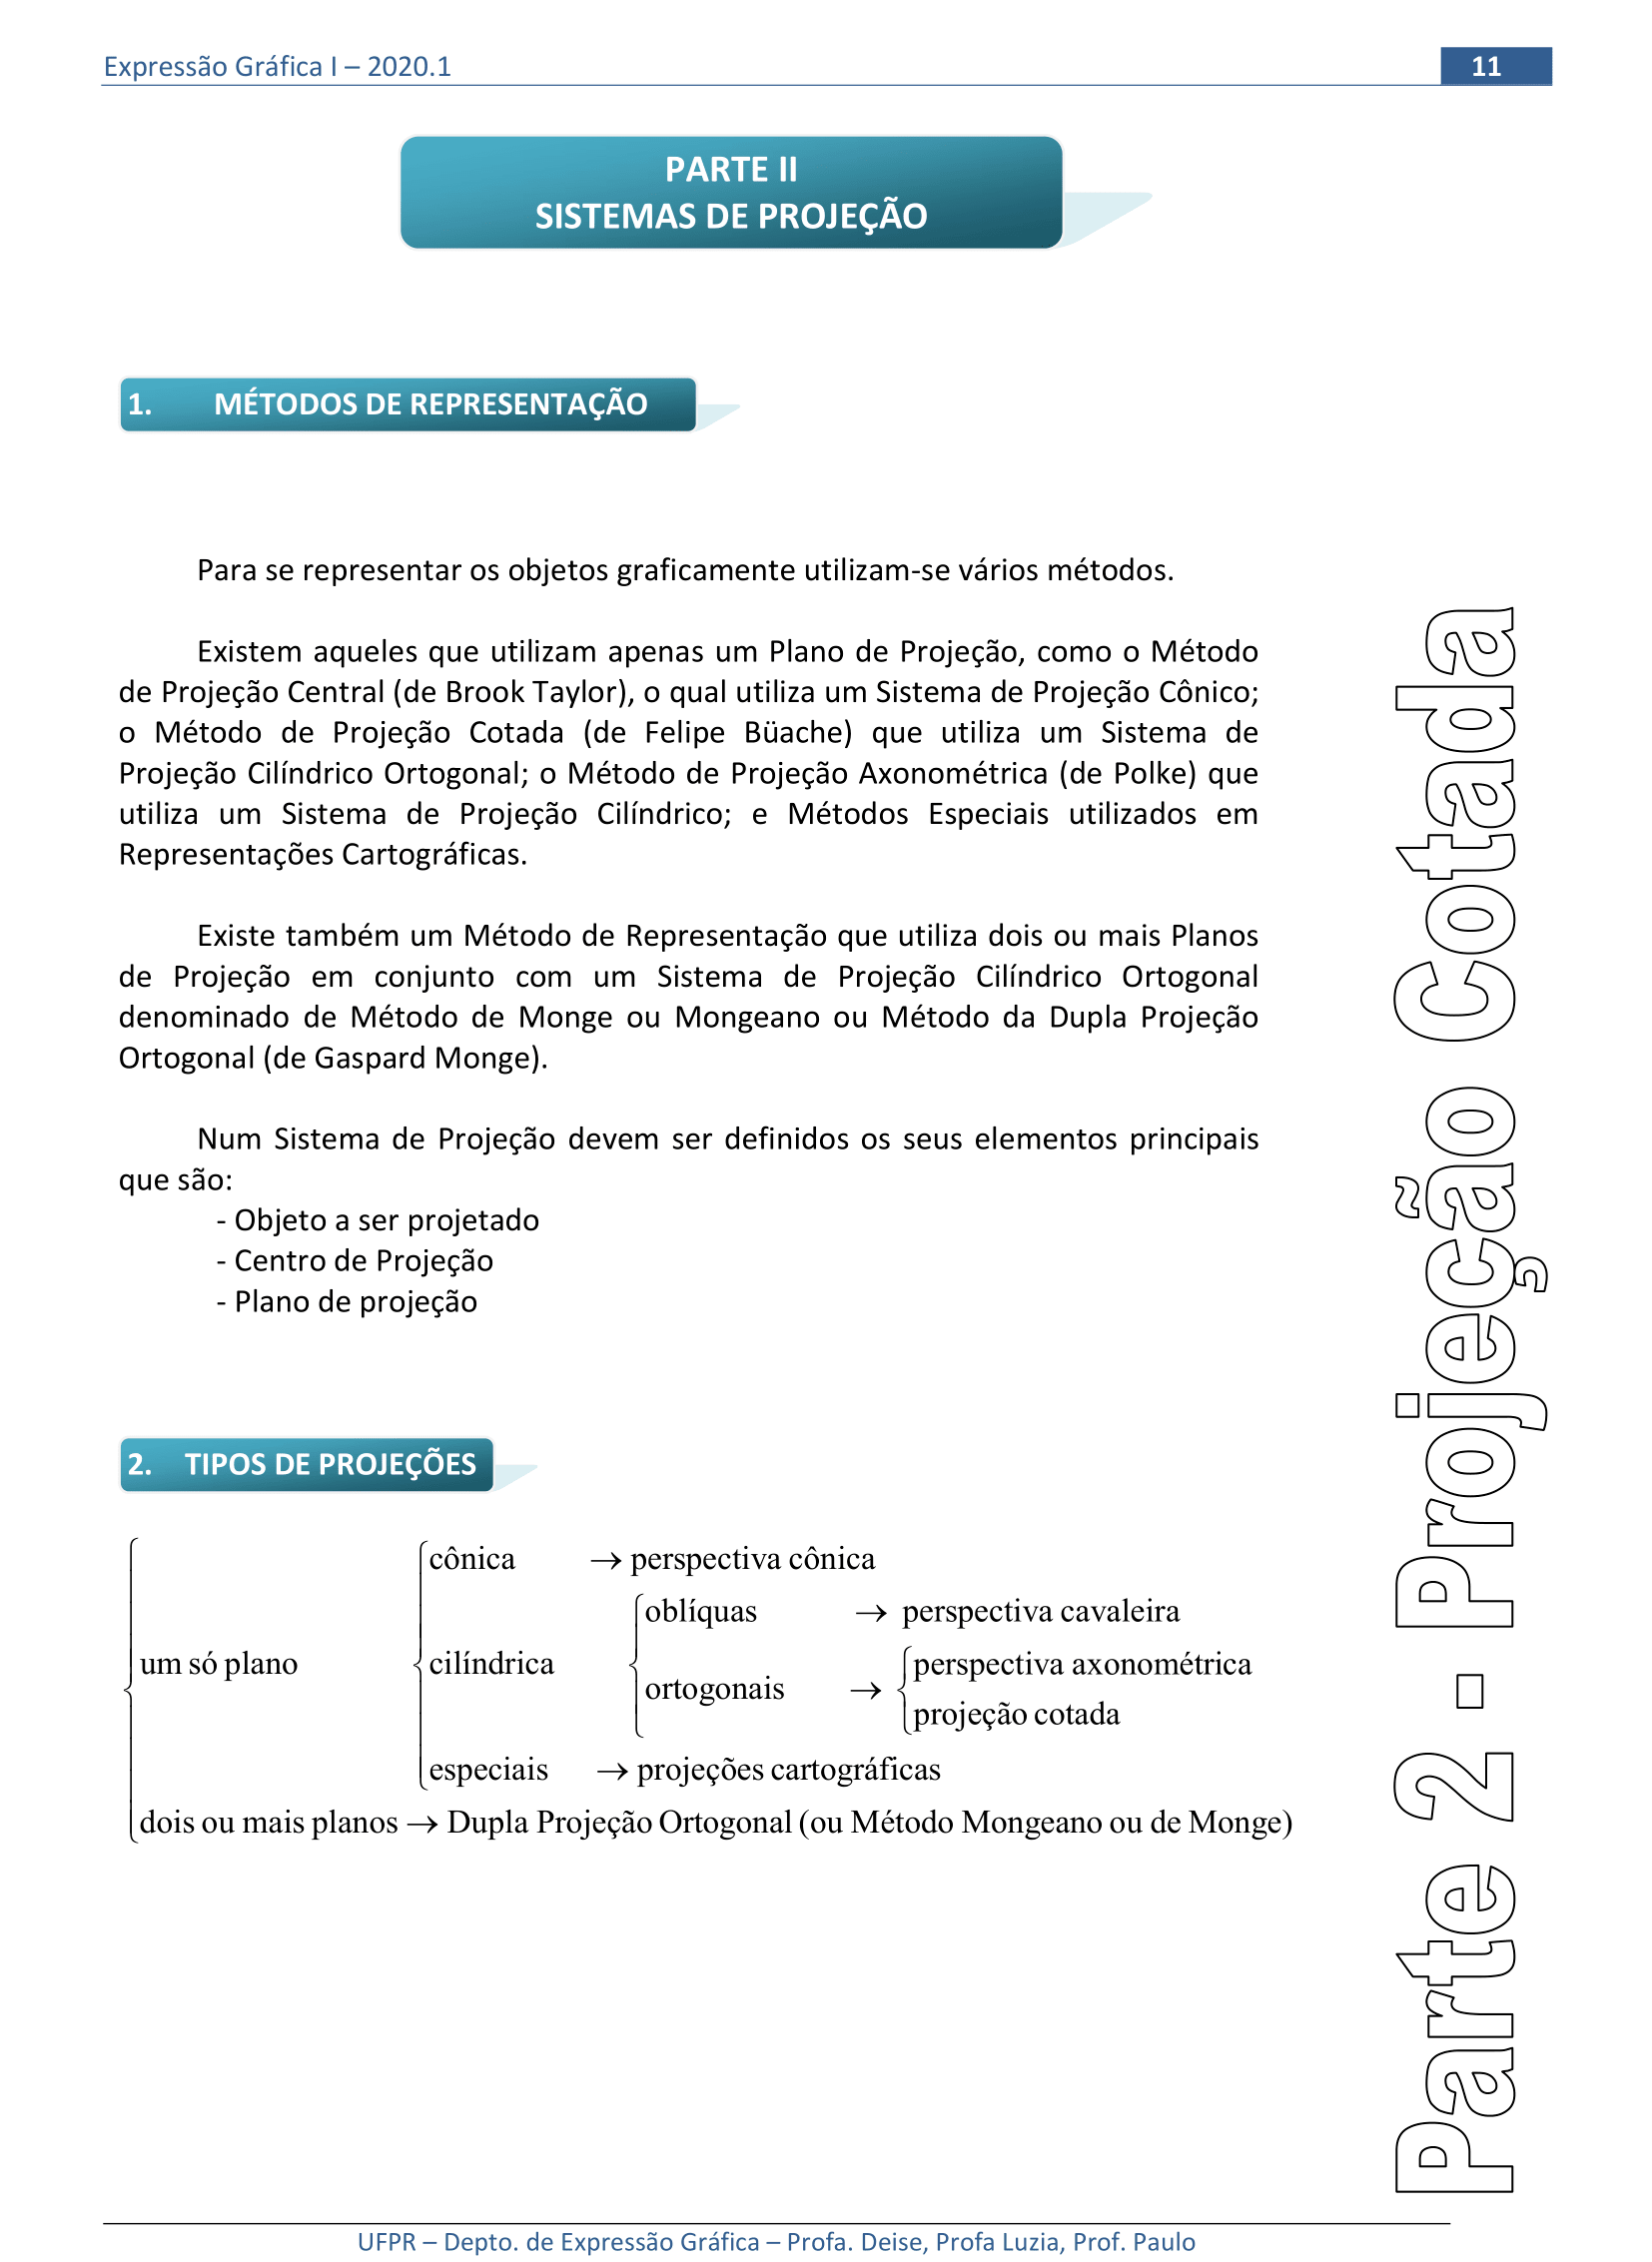 Expressão Gráfica I – 2020.1
11
PARTE II
SISTEMAS DE PROJEÇÃO
1. MÉTODOS DE REPRESENTAÇÃO
Para se representar os objetos graficamente utilizam-se vários métodos.
Existem aqueles que utilizam apenas um Plano de Projeção, como o Método
de Projeção Central (de Brook Taylor), o qual utiliza um Sistema de Projeção Cônico;
o Método de Projeção Cotada (de Felipe Büache) que utiliza um Sistema de
Projeção Cilíndrico Ortogonal; o Método de Projeção Axonométrica (de Polke) que
utiliza um Sistema de Projeção Cilíndrico; e Métodos Especiais utilizados em
Representações Cartográficas.
Existe também um Método de Representação que utiliza dois ou mais Planos
de Projeção em conjunto com um Sistema de Projeção Cilíndrico Ortogonal
denominado de Método de Monge ou Mongeano ou Método da Dupla Projeção
Ortogonal (de Gaspard Monge).
Num Sistema de Projeção devem ser definidos os seus elementos principais
que são:
- Objeto a ser projetado
- Centro de Projeção
- Plano de projeção
2. TIPOS DE PROJEÇÕES
cônica → perspectiva cônica
oblíquas → perspectiva cavaleira
um só plano
cilíndrica
perspectiva axonométrica
ortogonais →
projeção cotada
especiais → projeções cartográficas
dois ou mais planos → Dupla Projeção Ortogonal (ou Método Mongeano ou de Monge)
Parte 2 - Projeção Cotada
UFPR – Depto. de Expressão Gráfica – Profa. Deise, Profa Luzia, Prof. Paulo